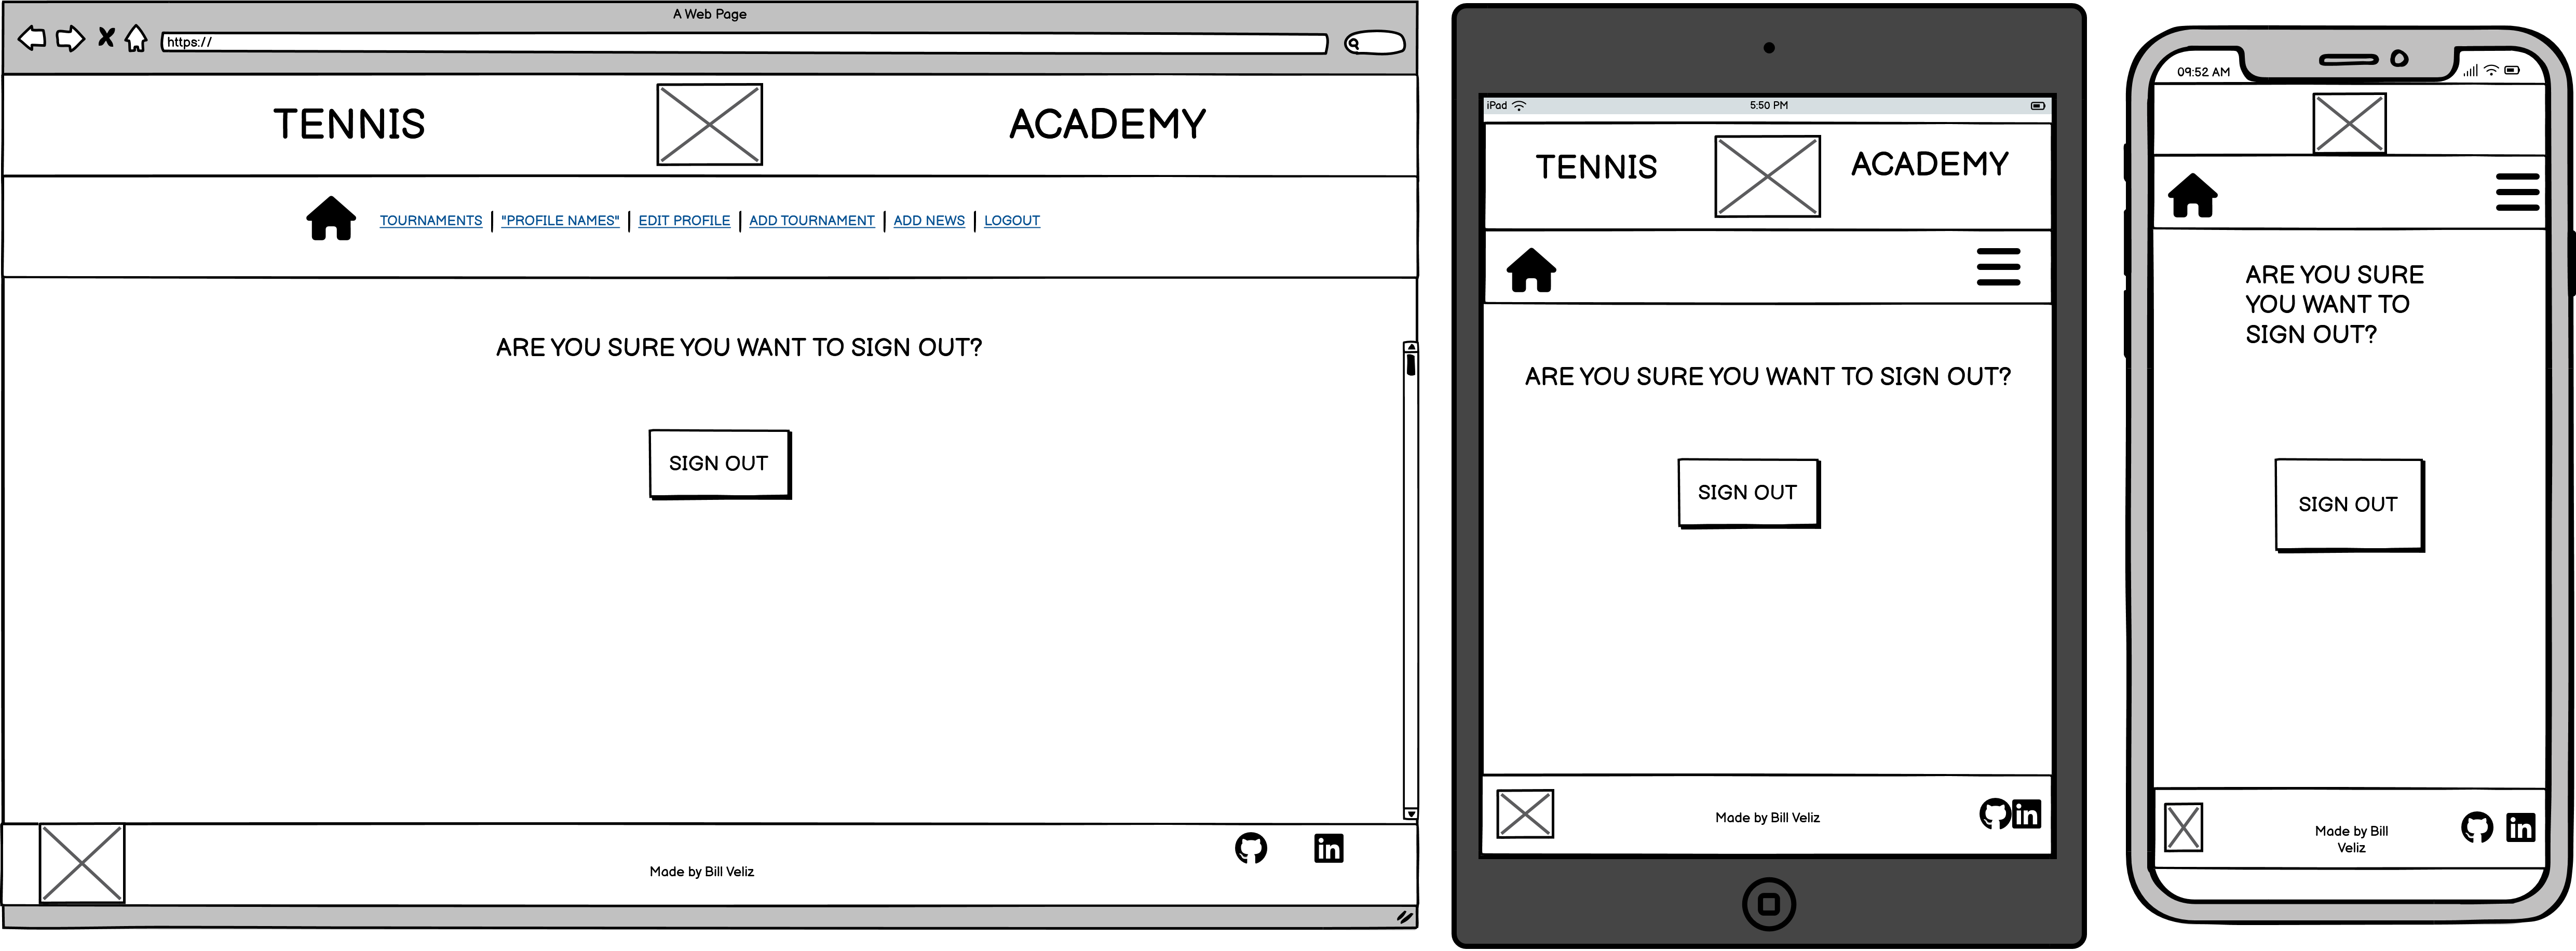 A Web Page
https://
TENNIS ACADEMY
TOURNAMENTS | "PROFILE NAMES" | EDIT PROFILE | ADD TOURNAMENT | ADD NEWS | LOGOUT
ARE YOU SURE YOU WANT TO SIGN OUT?
SIGN OUT
Made by Bill Veliz
in
iPad 5:50 PM
TENNIS ACADEMY
ARE YOU SURE YOU WANT TO SIGN OUT?
SIGN OUT
Made by Bill Veliz
in
09:52 AM
ARE YOU SURE
YOU WANT TO
SIGN OUT?
SIGN OUT
Made by Bill
Veliz
in